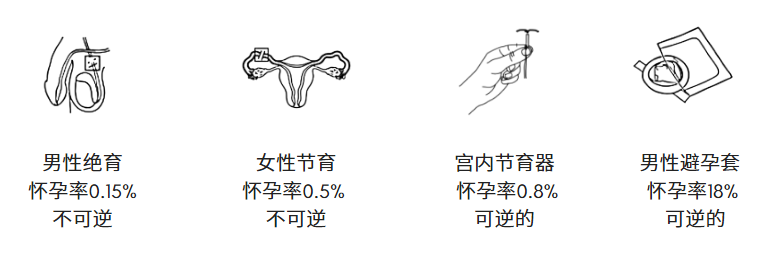 男性绝育
怀孕率0.15%
不可逆
女性节育
怀孕率0.5%
不可逆
宫内节育器
怀孕率0.8%
可逆的
男性避孕套
怀孕率18%
可逆的